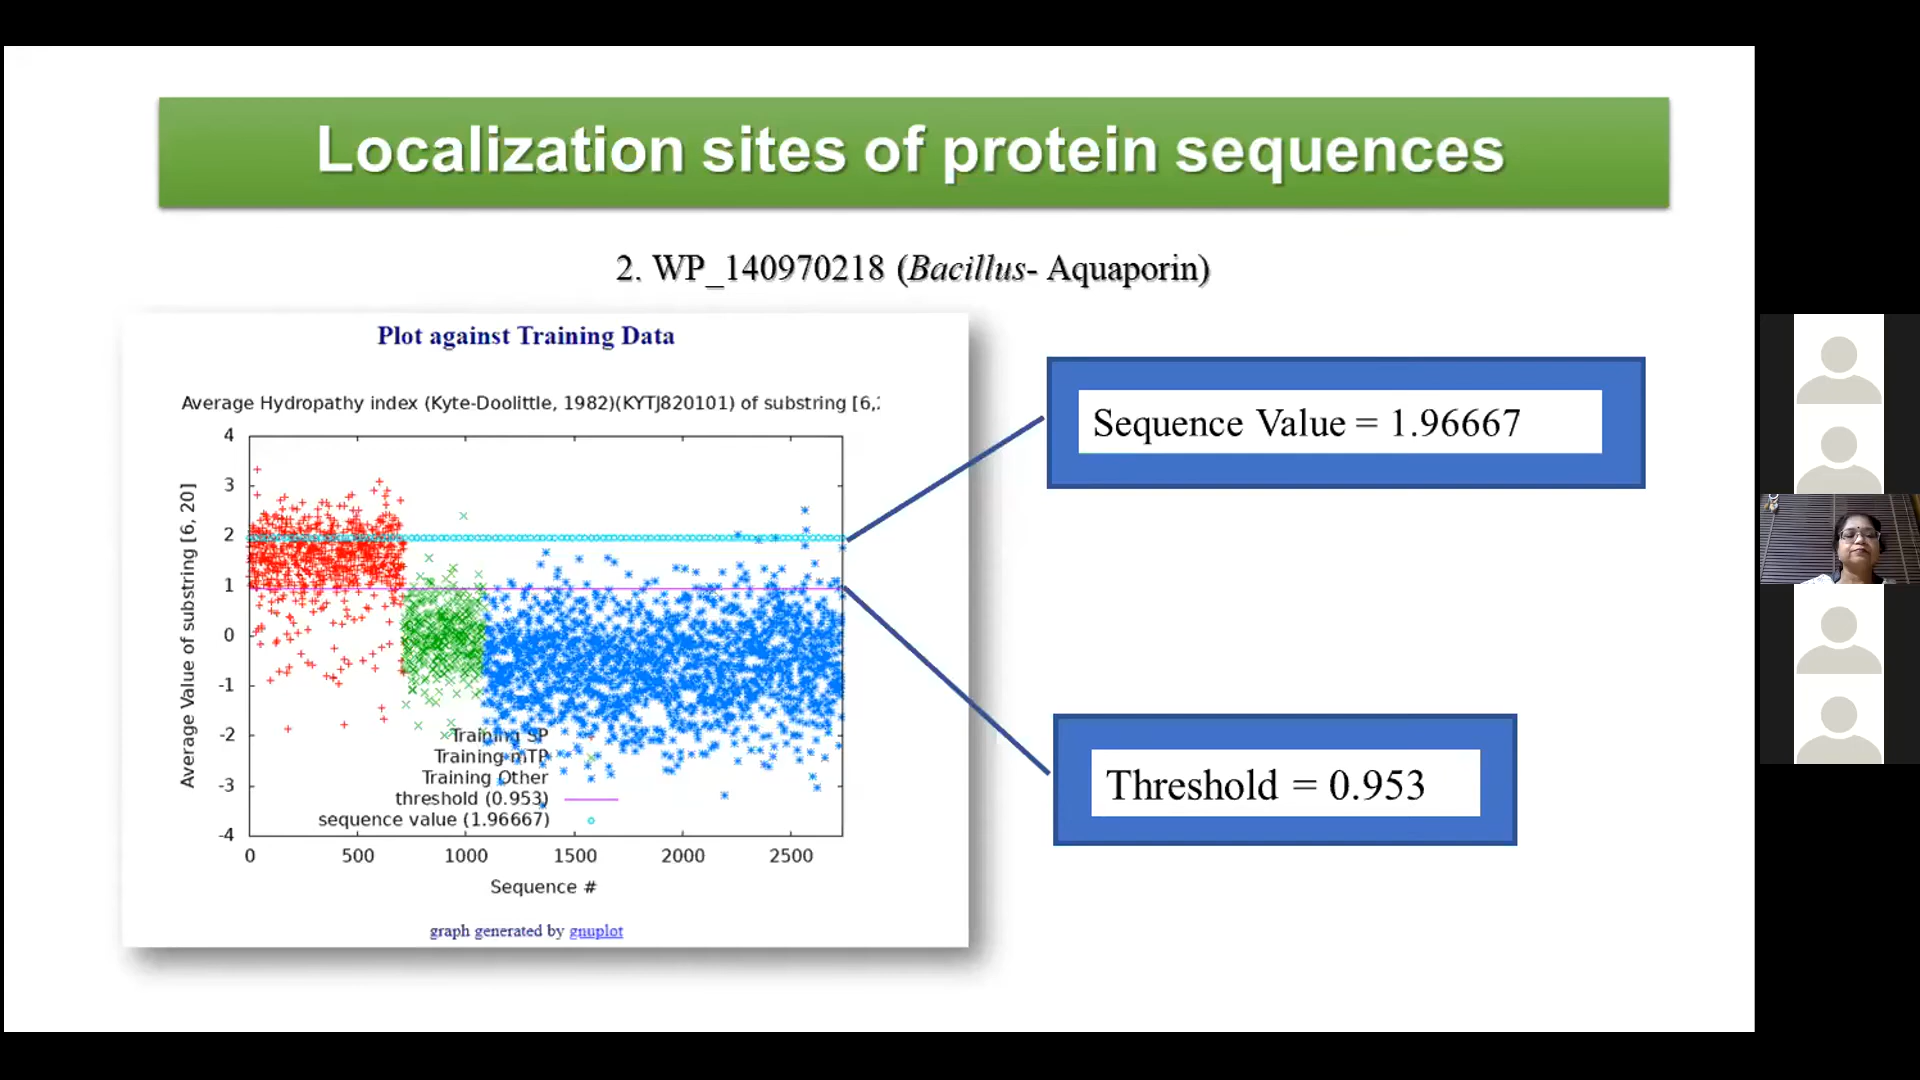 Localization sites of protein sequences
2. WP_140970218 (Bacillus- Aquaporin)
Plot against Training Data
Average Hydropathy index (Kyte-Doolittle, 1982)(KYTJ820101) of substring [6,
Average Value of substring [6, 20]
4
3
2
1
0
-1
-2
-3
-4
Training SP
Training mTP
Training Other
threshold (0.953)
sequence value (1.96667)
0 500 1000 1500 2000 2500
Sequence #
graph generated by gnuplot
Sequence Value = 1.96667
Threshold = 0.953